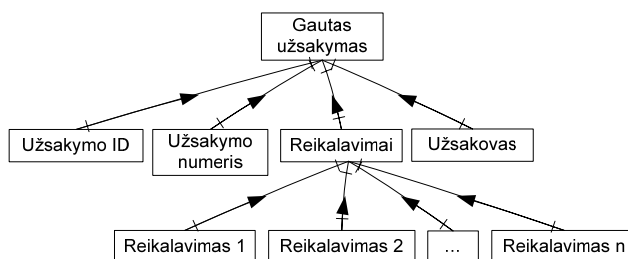 Gautas
užsakymas
Užsakymo ID
Užsakymo
numeris
Reikalavimai
Užsakovas
Reikalavimas 1
Reikalavimas 2
...
Reikalavimas n